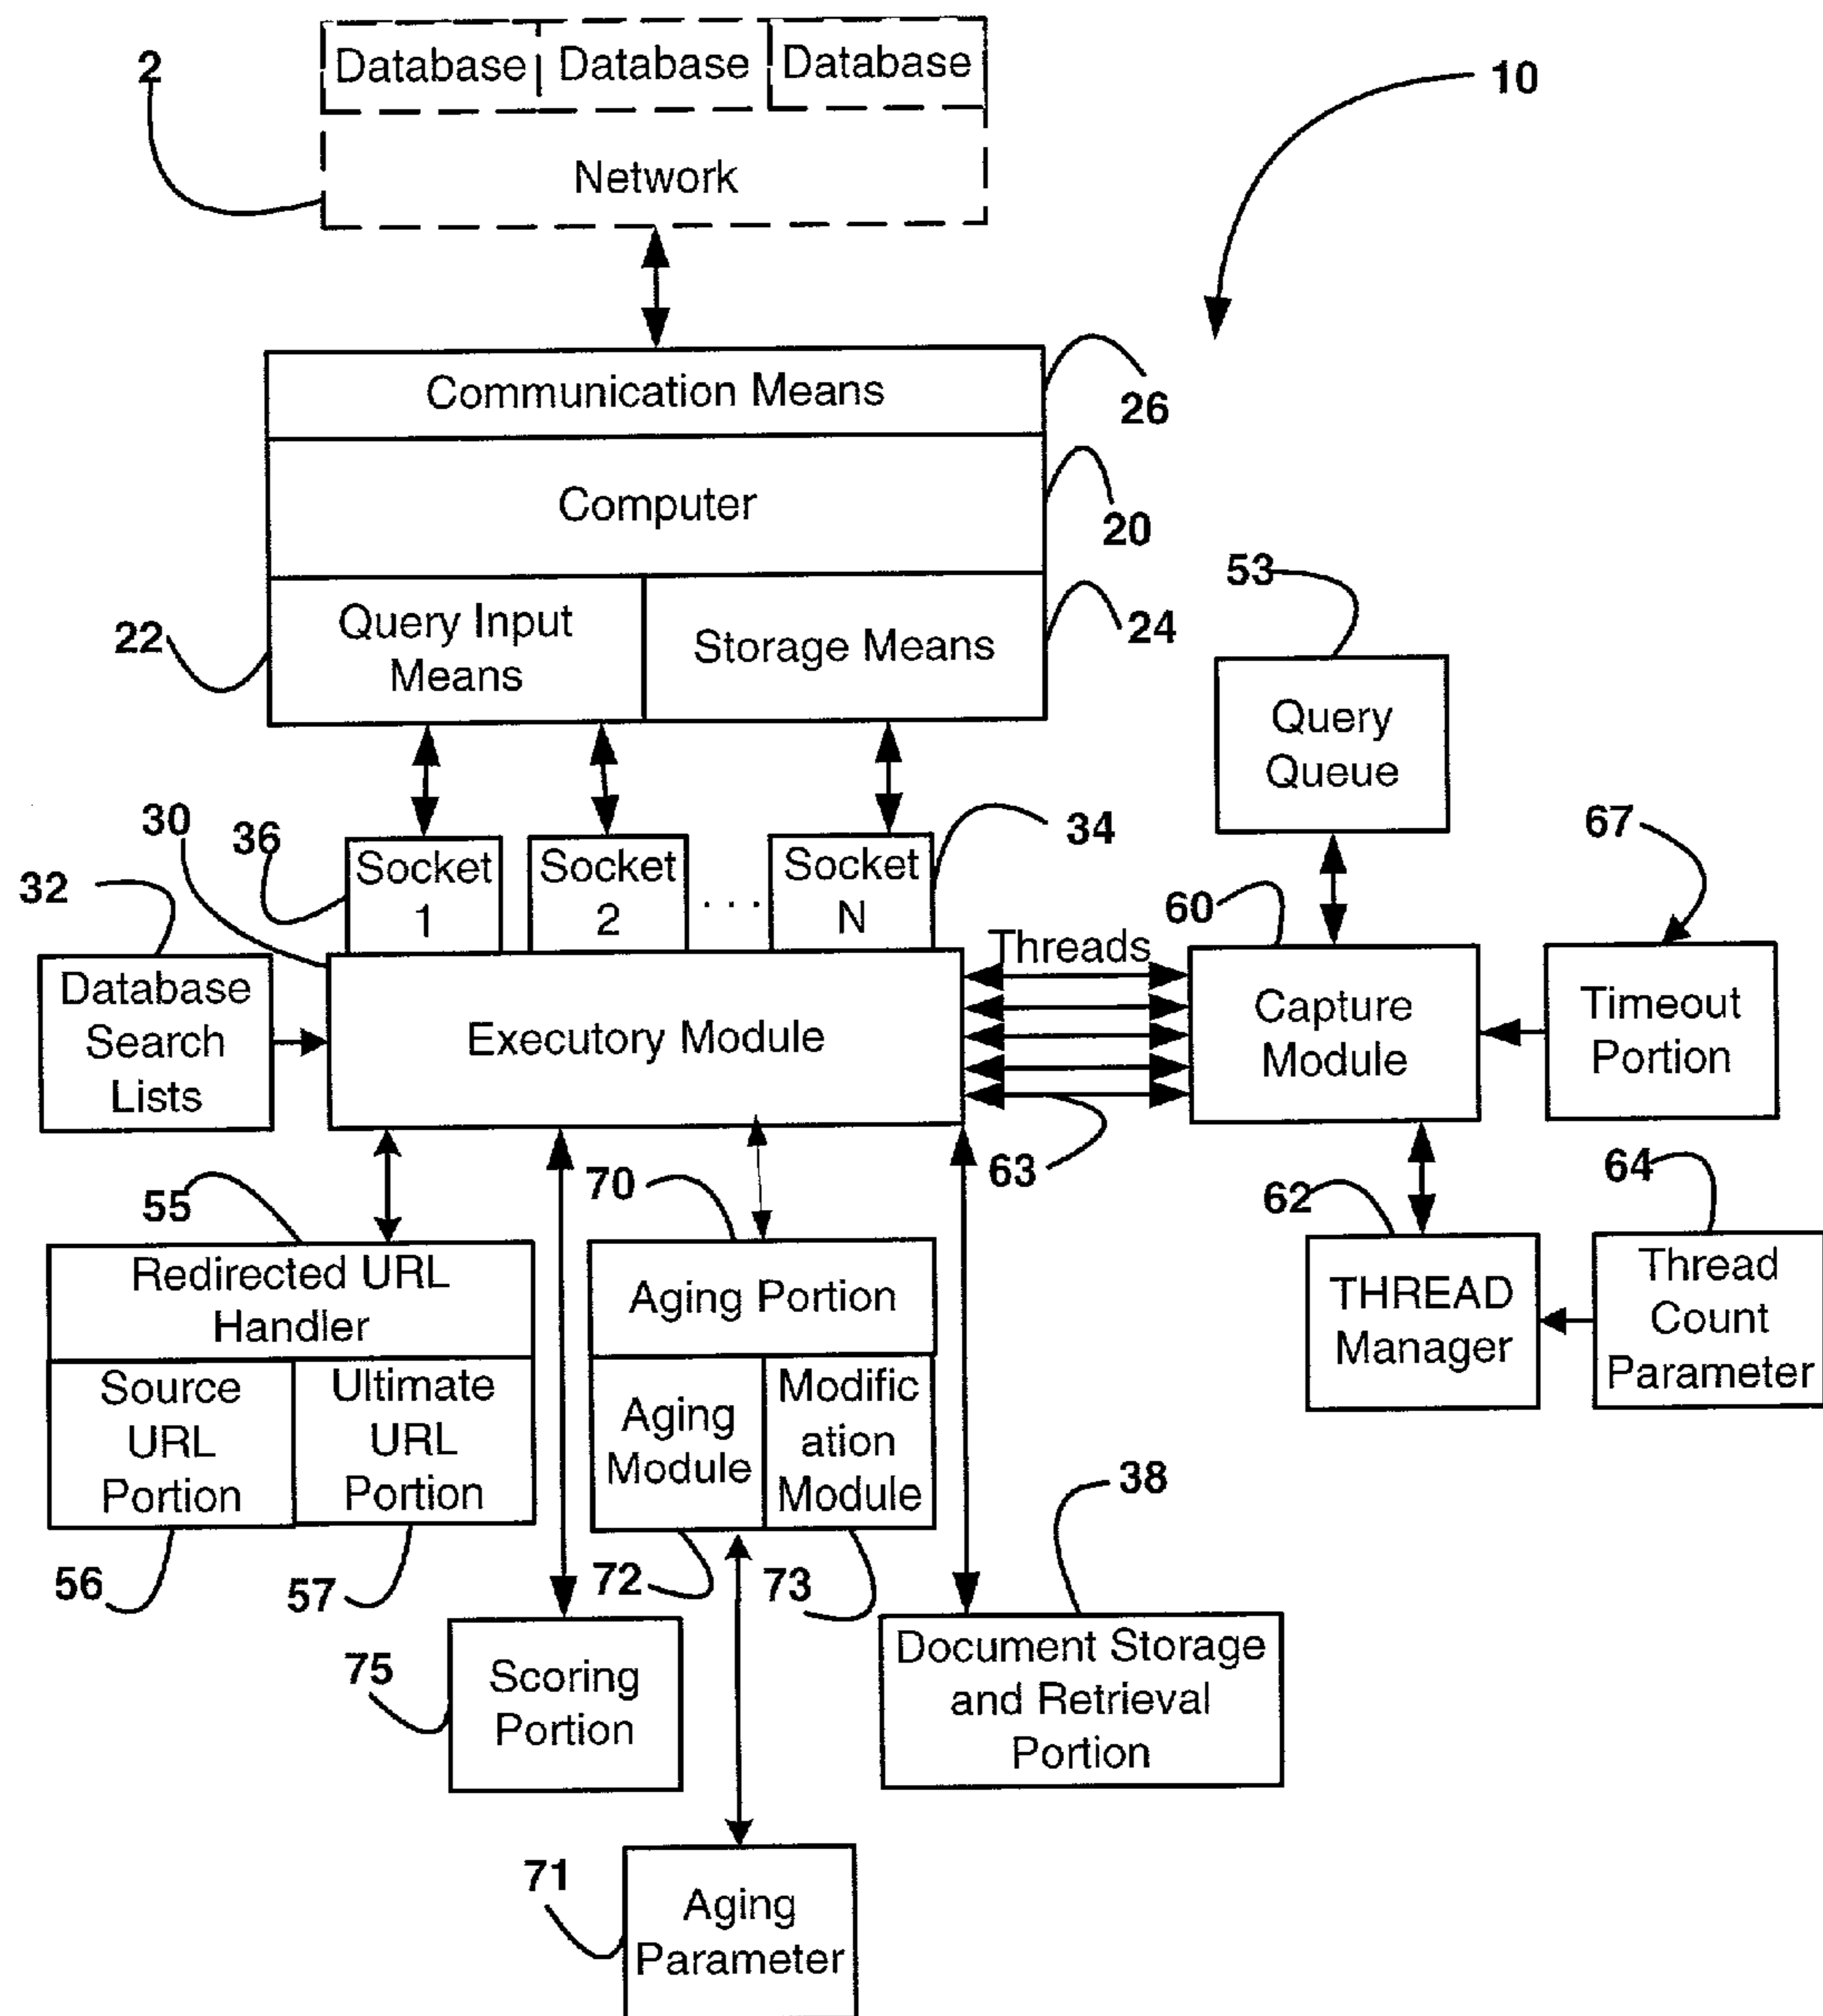 2
Database
Database
Database
10
Network
Communication Means
26
Computer
20
22
Query Input
Means
Storage Means
24
53
Query
Queue
30
36
Socket
1
Socket
2
. . .
Socket
N
34
67
32
60
Threads
Database
Search
Lists
Executory Module
Capture
Module
Timeout
Portion
63
55
70
62
64
Redirected URL
Handler
Aging Portion
THREAD
Manager
Thread
Count
Parameter
Source
URL
Portion
Ultimate
URL
Portion
Aging
Module
Modific
ation
Module
38
56
57
72
73
75
Scoring
Portion
Document Storage
and Retrieval
Portion
71
Aging
Parameter